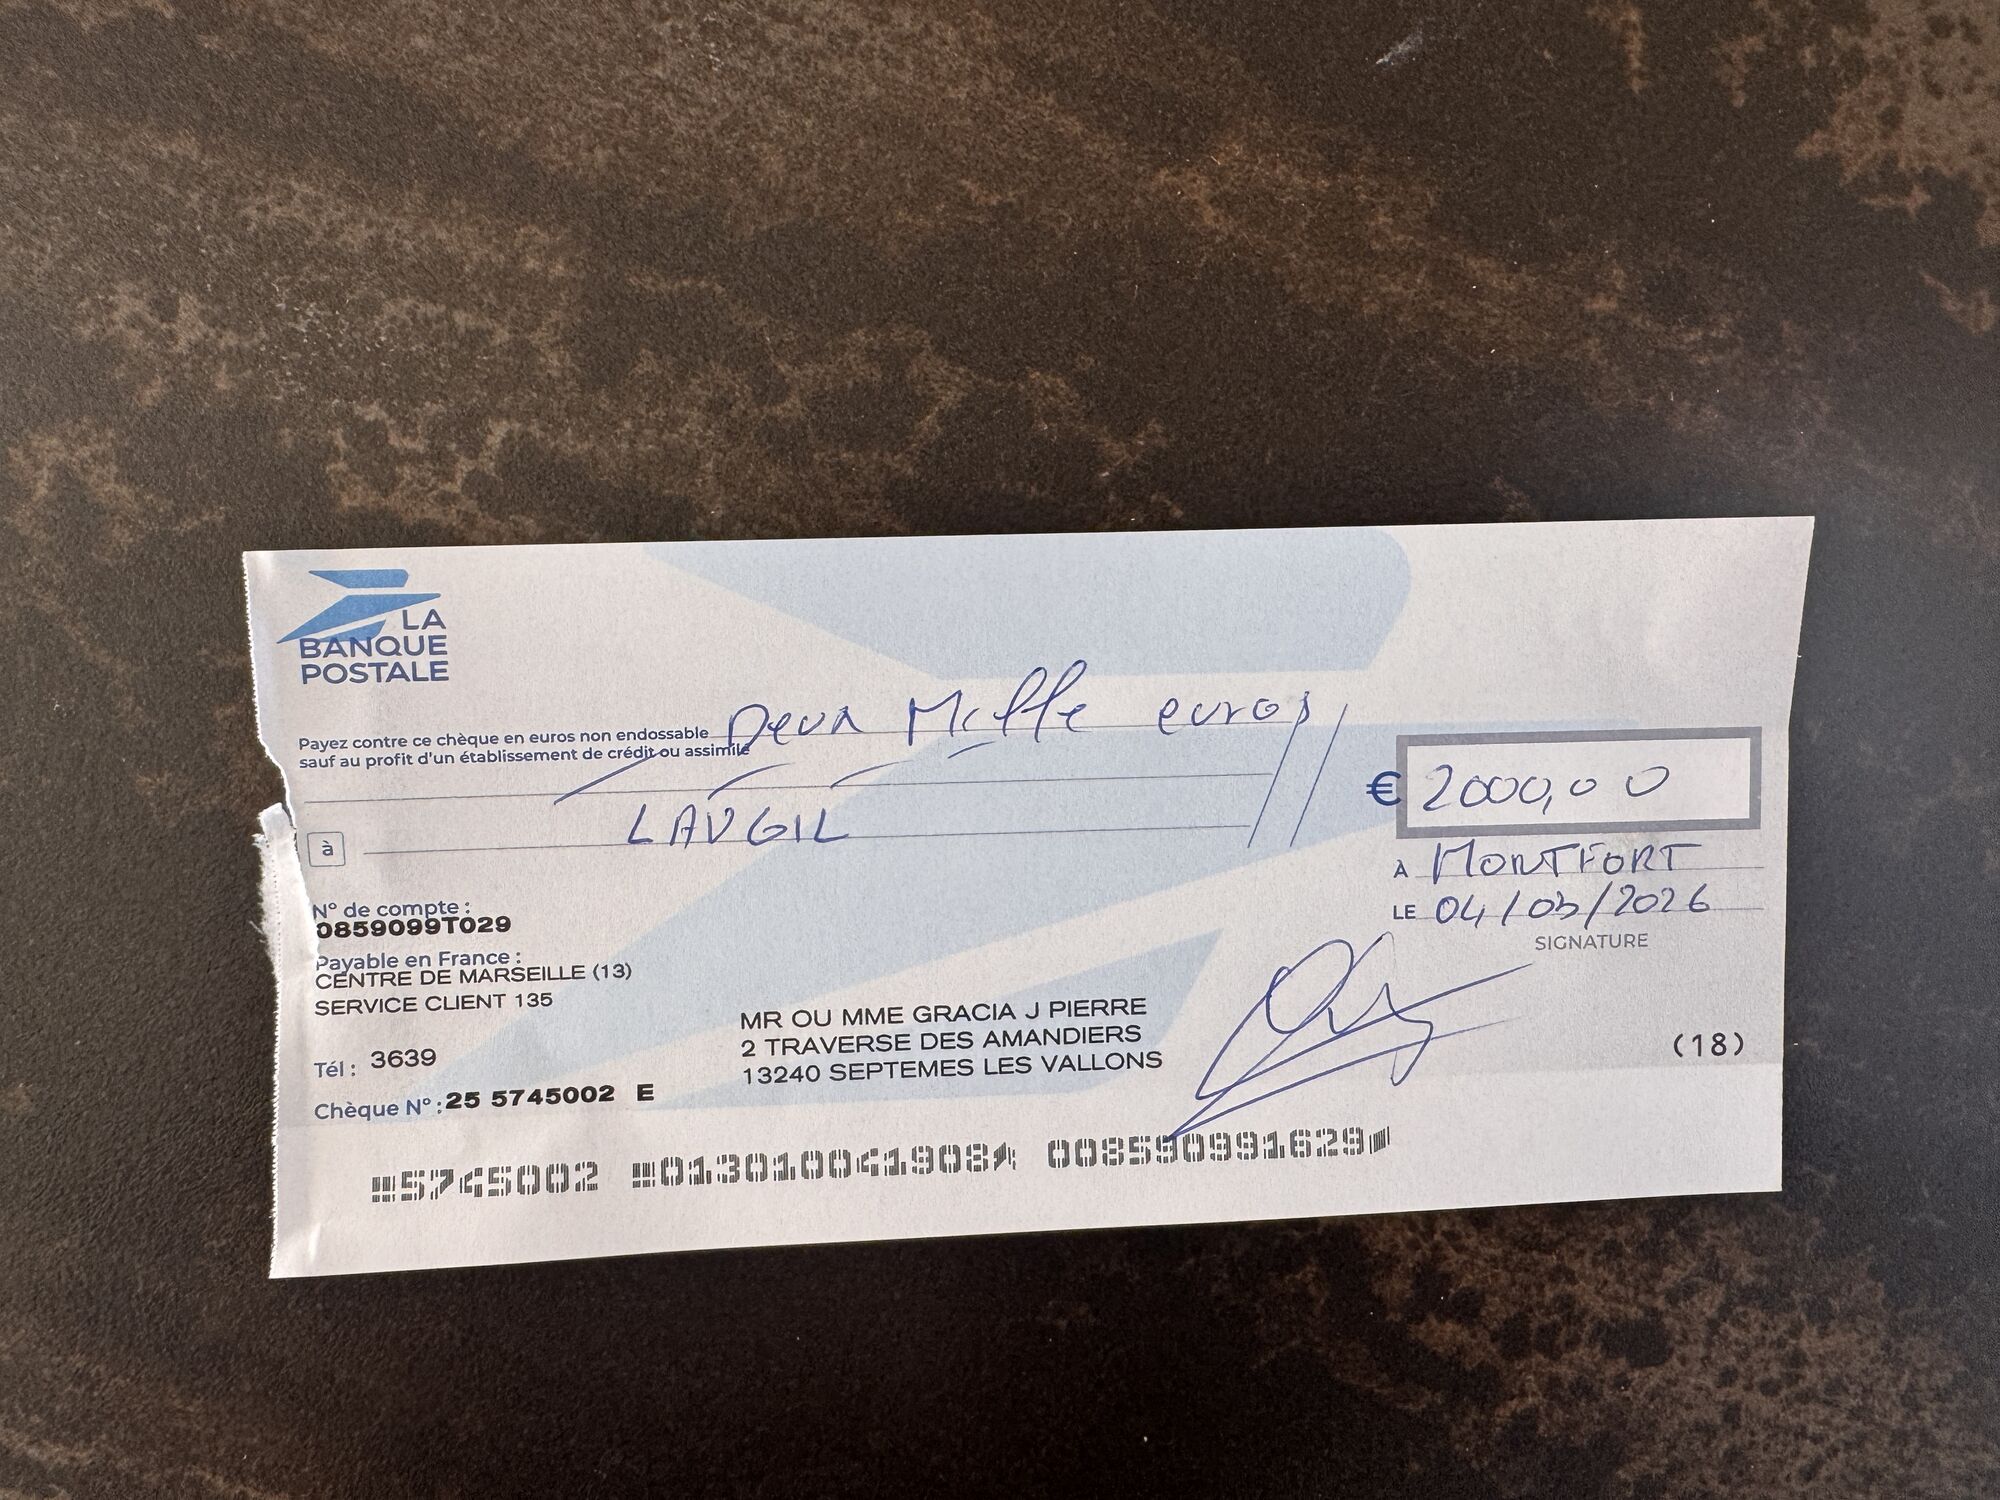 LA
BANQUE
POSTALE
Payez contre ce chèque en euros non endossable
sauf au profit d'un établissement de crédit ou assimilé
Deux Mille euros
€ 2000,00
à LAUGIL
À MONTFORT
LE 04/03/2026
SIGNATURE
N° de compte :
0859099T029
Payable en France :
CENTRE DE MARSEILLE (13)
SERVICE CLIENT 135
MR OU MME GRACIA J PIERRE
2 TRAVERSE DES AMANDIERS
13240 SEPTEMES LES VALLONS
(18)
Tél : 3639
Chèque N° : 25 5745002 E
5745002 013010041908 008590991629